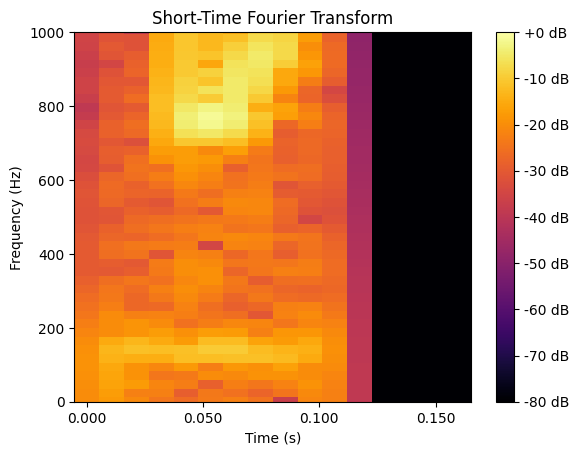 Short-Time Fourier Transform
1000
800
600
400
200
0
Frequency (Hz)
0.000
0.050
0.100
0.150
Time (s)
+0 dB
-10 dB
-20 dB
-30 dB
-40 dB
-50 dB
-60 dB
-70 dB
-80 dB